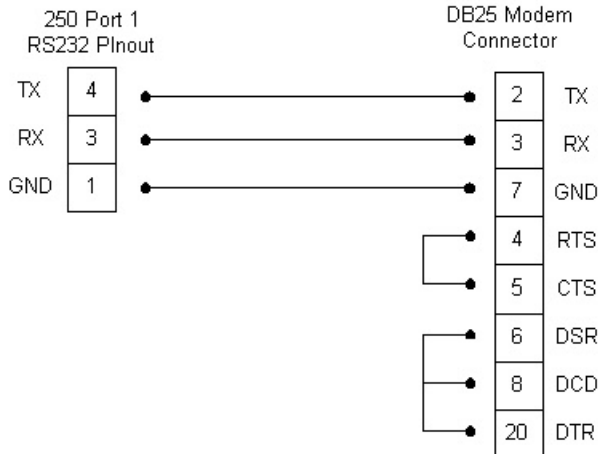 250 Port 1
RS232 PInout
DB25 Modem
Connector
TX 4 2 TX
RX 3 3 RX
GND 1 7 GND
4 RTS
5 CTS
6 DSR
8 DCD
20 DTR